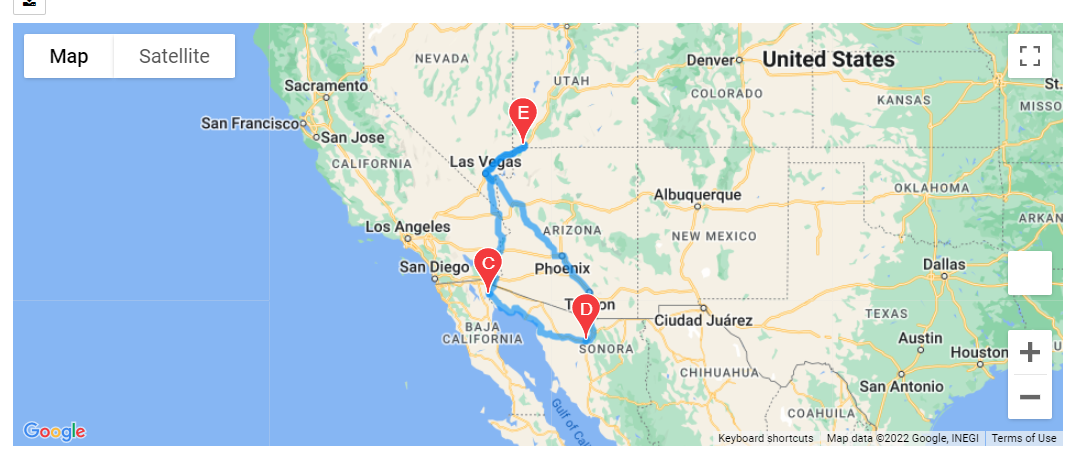 Map
Satellite
NEVADA
UTAH
Denver
United States
COLORADO
KANSAS
St.
MISSO
Sacramento
San Francisco
San Jose
CALIFORNIA
E
Las Vegas
Albuquerque
OKLAHOMA
ARKAN
Los Angeles
ARIZONA
NEW MEXICO
San Diego
C
Phoenix
Dallas
D
Ciudad Juárez
TEXAS
BAJA
CALIFORNIA
SONORA
Austin
Houston
CHIHUAHUA
San Antonio
COAHUILA
Gulf of Cal
Google
Keyboard shortcuts
Map data ©2022 Google, INEGI
Terms of Use